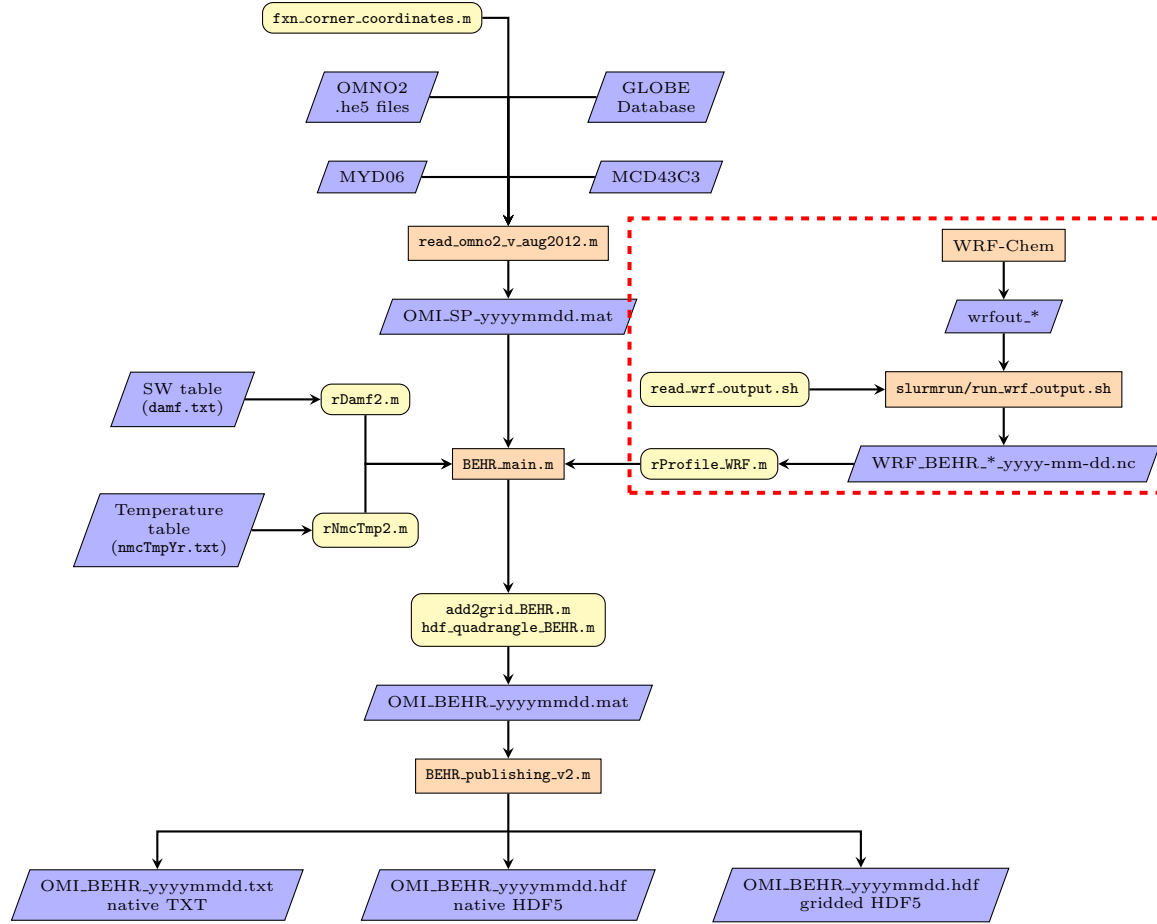 fxn_corner_coordinates.m
OMNO2
.he5 files
GLOBE
Database
MYD06
MCD43C3
read_omno2_v_aug2012.m
WRF-Chem
OMI_SP_yyyymmdd.mat
wrfout_*
SW table
(damf.txt)
rDamf2.m
read_wrf_output.sh
slurmrun/run_wrf_output.sh
BEHR_main.m
rProfile_WRF.m
WRF_BEHR_*_yyyy-mm-dd.nc
Temperature
table
(nmcTmpYr.txt)
rNmcTmp2.m
add2grid_BEHR.m
hdf_quadrangle_BEHR.m
OMI_BEHR_yyyymmdd.mat
BEHR_publishing_v2.m
OMI_BEHR_yyyymmdd.txt
native TXT
OMI_BEHR_yyyymmdd.hdf
native HDF5
OMI_BEHR_yyyymmdd.hdf
gridded HDF5